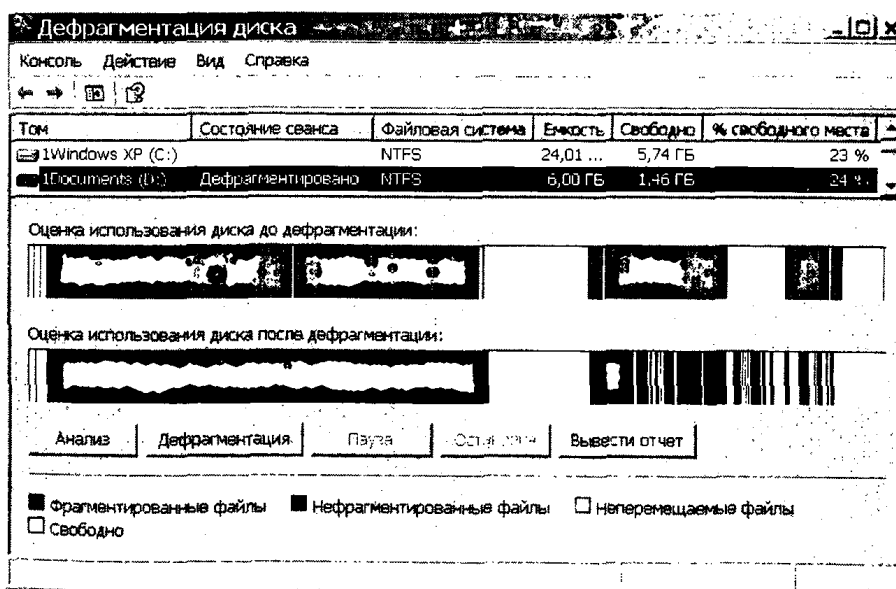 Дефрагментация диска
Консоль Действие Вид Справка
Том Состояние сеанса Файловая система Емкость Свободно % свободного места
1Windows XP (C:) NTFS 24,01 ... 5,74 ГБ 23 %
1Documents (D:) Дефрагментировано NTFS 6,00 ГБ 1,46 ГБ 24 %
Оценка использования диска до дефрагментации:
Оценка использования диска после дефрагментации:
Анализ Дефрагментация Пауза Остановка Вывести отчет
Фрагментированные файлы Нефрагментированные файлы Неперемещаемые файлы
Свободно